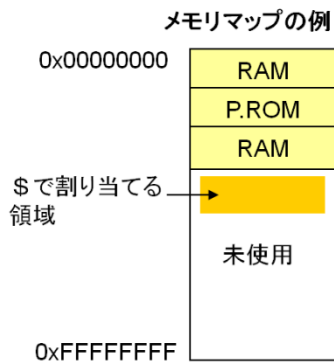 メモリマップの例
0x00000000
RAM
P.ROM
RAM
＄で割り当てる
領域
未使用
0xFFFFFFFF